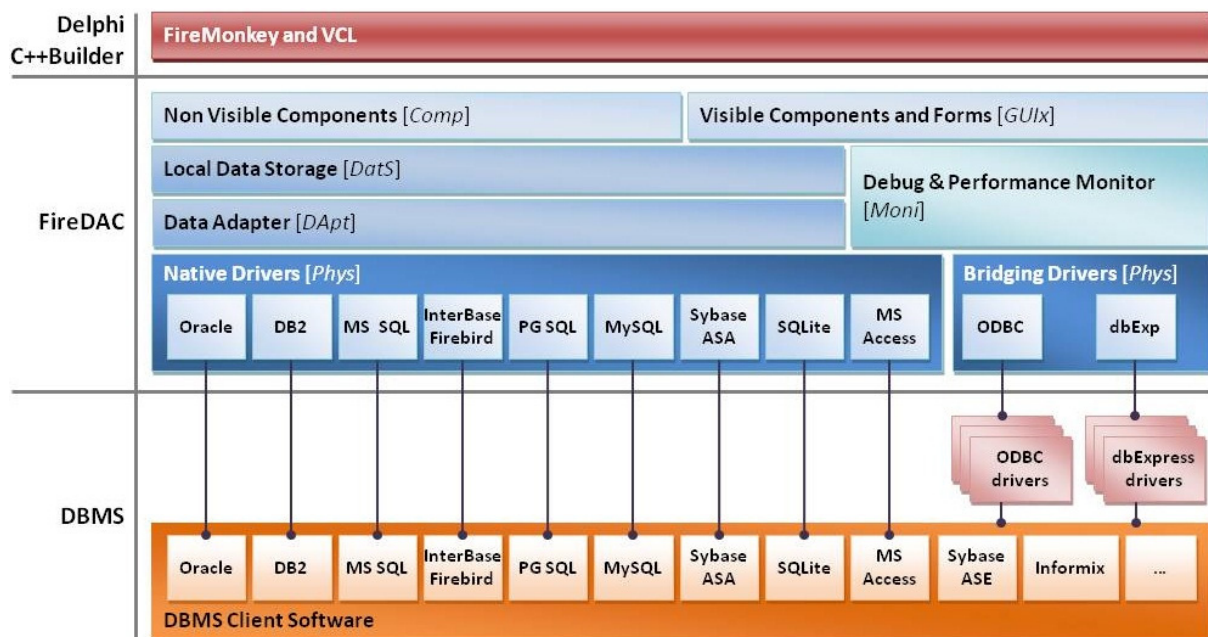 Delphi
C++Builder
FireMonkey and VCL
FireDAC
Non Visible Components [Comp]
Visible Components and Forms [GUIx]
Local Data Storage [DatS]
Debug & Performance Monitor
[Moni]
Data Adapter [DApt]
Native Drivers [Phys]
Oracle
DB2
MS SQL
InterBase
Firebird
PG SQL
MySQL
Sybase
ASA
SQLite
MS
Access
Bridging Drivers [Phys]
ODBC
dbExp
DBMS
ODBC
drivers
dbExpress
drivers
Oracle
DB2
MS SQL
InterBase
Firebird
PG SQL
MySQL
Sybase
ASA
SQLite
MS
Access
Sybase
ASE
Informix
...
DBMS Client Software